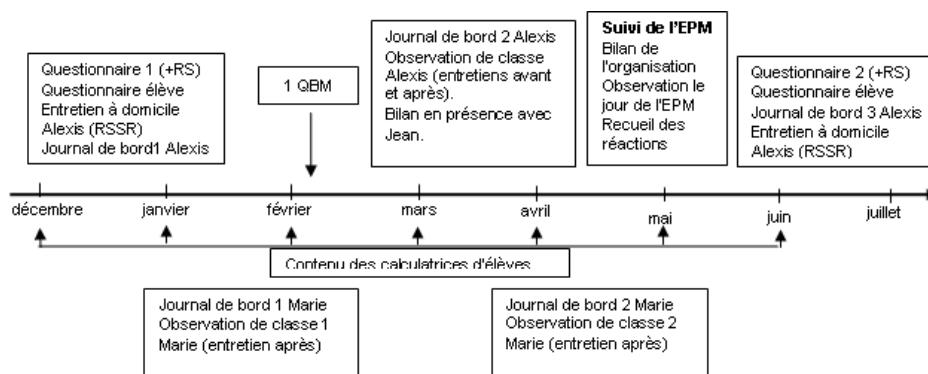 Questionnaire 1 (+RS)
Questionnaire élève
Entretien à domicile
Alexis (RSSR)
Journal de bord1 Alexis
1 QBM
Journal de bord 2 Alexis
Observation de classe
Alexis (entretiens avant
et après).
Bilan en présence avec
Jean.
Suivi de l'EPM
Bilan de
l'organisation
Observation le
jour de l'EPM
Recueil des
réactions
Questionnaire 2 (+RS)
Questionnaire élève
Journal de bord 3 Alexis
Entretien à domicile
Alexis (RSSR)
décembre janvier février mars avril mai juin juillet
Contenu des calculatrices d'élèves
Journal de bord 1 Marie
Observation de classe 1
Marie (entretien après)
Journal de bord 2 Marie
Observation de classe 2
Marie (entretien après)